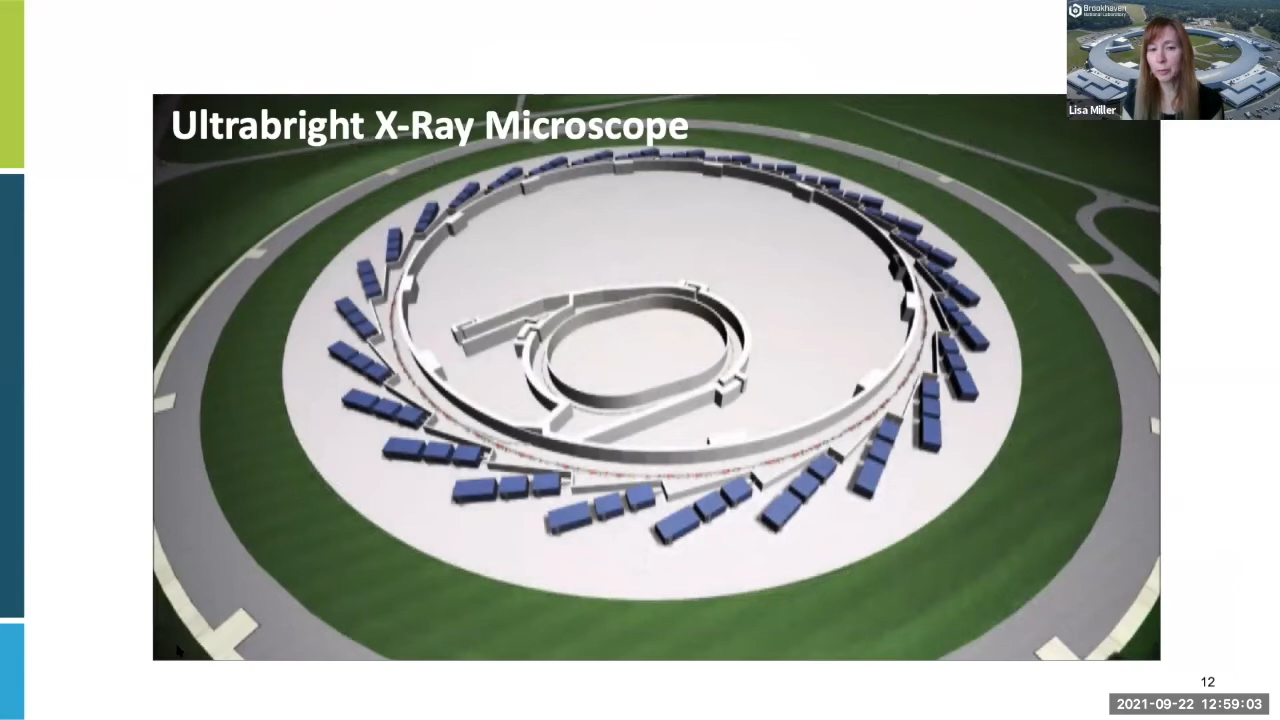 Ultrabright X-Ray Microscope
Brookhaven
National Laboratory
Lisa Miller
12
2021-09-22 12:59:03